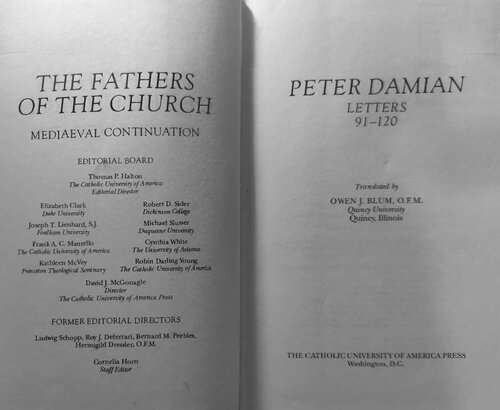 THE FATHERS
OF THE CHURCH
MEDIAEVAL CONTINUATION
EDITORIAL BOARD
Thomas P. Halton
The Catholic University of America
Editorial Director
Elizabeth Clark
Duke University
Robert D. Sider
Dickinson College
Joseph T. Lienhard, S.J.
Fordham University
Michael Slusser
Duquesne University
Frank A. C. Mantello
The Catholic University of America
Cynthia White
The University of Arizona
Kathleen McVey
Princeton Theological Seminary
Robin Darling Young
The Catholic University of America
David J. McGonagle
Director
The Catholic University of America Press
FORMER EDITORIAL DIRECTORS
Ludwig Schopp, Roy J. Deferrari, Bernard M. Peebles,
Hermigild Dressler, O.F.M.
Cornelia Horn
Staff Editor
PETER DAMIAN
LETTERS
91–120
Translated by
OWEN J. BLUM, O.F.M.
Quincy University
Quincy, Illinois
THE CATHOLIC UNIVERSITY OF AMERICA PRESS
Washington, D.C.